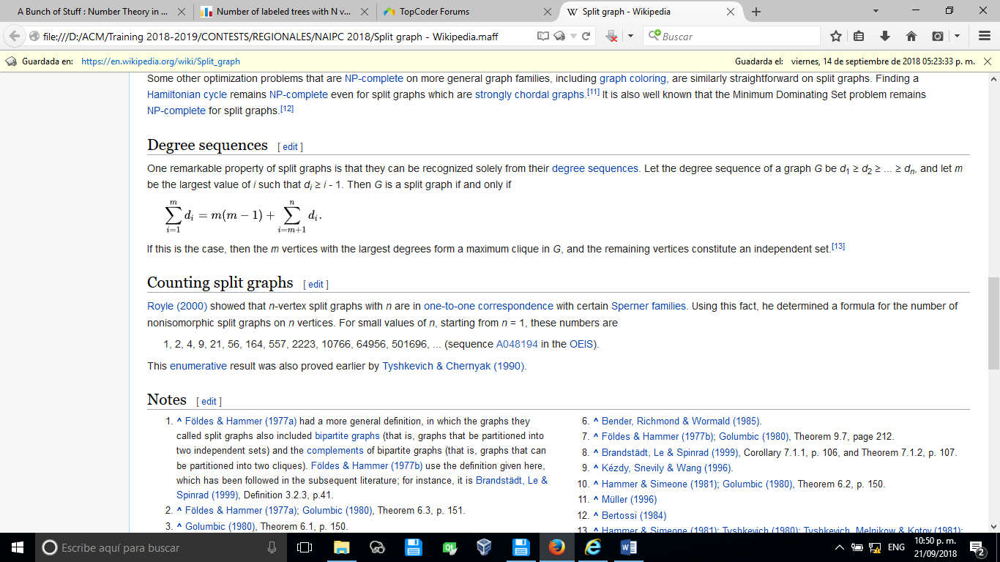 A Bunch of Stuff : Number Theory in ...
Number of labeled trees with N v...
TopCoder Forums
Split graph - Wikipedia
file:///D:/ACM/Training 2018-2019/CONTESTS/REGIONALES/NAIPC 2018/Split graph - Wikipedia.maff
Buscar
Guardada en: https://en.wikipedia.org/wiki/Split_graph
Guadarda el: viernes, 14 de septiembre de 2018 05:23:33 p. m.
Some other optimization problems that are NP-complete on more general graph families, including graph coloring, are similarly straightforward on split graphs. Finding a
Hamiltonian cycle remains NP-complete even for split graphs which are strongly chordal graphs.[11] It is also well known that the Minimum Dominating Set problem remains
NP-complete for split graphs.[12]
Degree sequences [ edit ]
One remarkable property of split graphs is that they can be recognized solely from their degree sequences. Let the degree sequence of a graph G be d1 ≥ d2 ≥ ... ≥ dn, and let m
be the largest value of i such that di ≥ i - 1. Then G is a split graph if and only if
∑_{i=1}^{m} d_i = m(m − 1) + ∑_{i=m+1}^{n} d_i.
If this is the case, then the m vertices with the largest degrees form a maximum clique in G, and the remaining vertices constitute an independent set.[13]
Counting split graphs [ edit ]
Royle (2000) showed that n-vertex split graphs with n are in one-to-one correspondence with certain Sperner families. Using this fact, he determined a formula for the number of
nonisomorphic split graphs on n vertices. For small values of n, starting from n = 1, these numbers are
1, 2, 4, 9, 21, 56, 164, 557, 2223, 10766, 64956, 501696, ... (sequence A048194 in the OEIS).
This enumerative result was also proved earlier by Tyshkevich & Chernyak (1990).
Notes [ edit ]
1. ^ Földes & Hammer (1977a) had a more general definition, in which the graphs they
called split graphs also included bipartite graphs (that is, graphs that be partitioned into
two independent sets) and the complements of bipartite graphs (that is, graphs that can
be partitioned into two cliques). Földes & Hammer (1977b) use the definition given here,
which has been followed in the subsequent literature; for instance, it is Brandstädt, Le &
Spinrad (1999), Definition 3.2.3, p.41.
2. ^ Földes & Hammer (1977a); Golumbic (1980), Theorem 6.3, p. 151.
3. ^ Golumbic (1980), Theorem 6.1, p. 150.
6. ^ Bender, Richmond & Wormald (1985).
7. ^ Földes & Hammer (1977b); Golumbic (1980), Theorem 9.7, page 212.
8. ^ Brandstädt, Le & Spinrad (1999), Corollary 7.1.1, p. 106, and Theorem 7.1.2, p. 107.
9. ^ Kézdy, Snevily & Wang (1996).
10. ^ Hammer & Simeone (1981); Golumbic (1980), Theorem 6.2, p. 150.
11. ^ Müller (1996)
12. ^ Bertossi (1984)
13. ^ Hammer & Simeone (1981); Tyshkevich (1980); Tyshkevich, Melnikow & Kotov (1981);
Escribe aquí para buscar
ENG
10:50 p. m.
21/09/2018
2